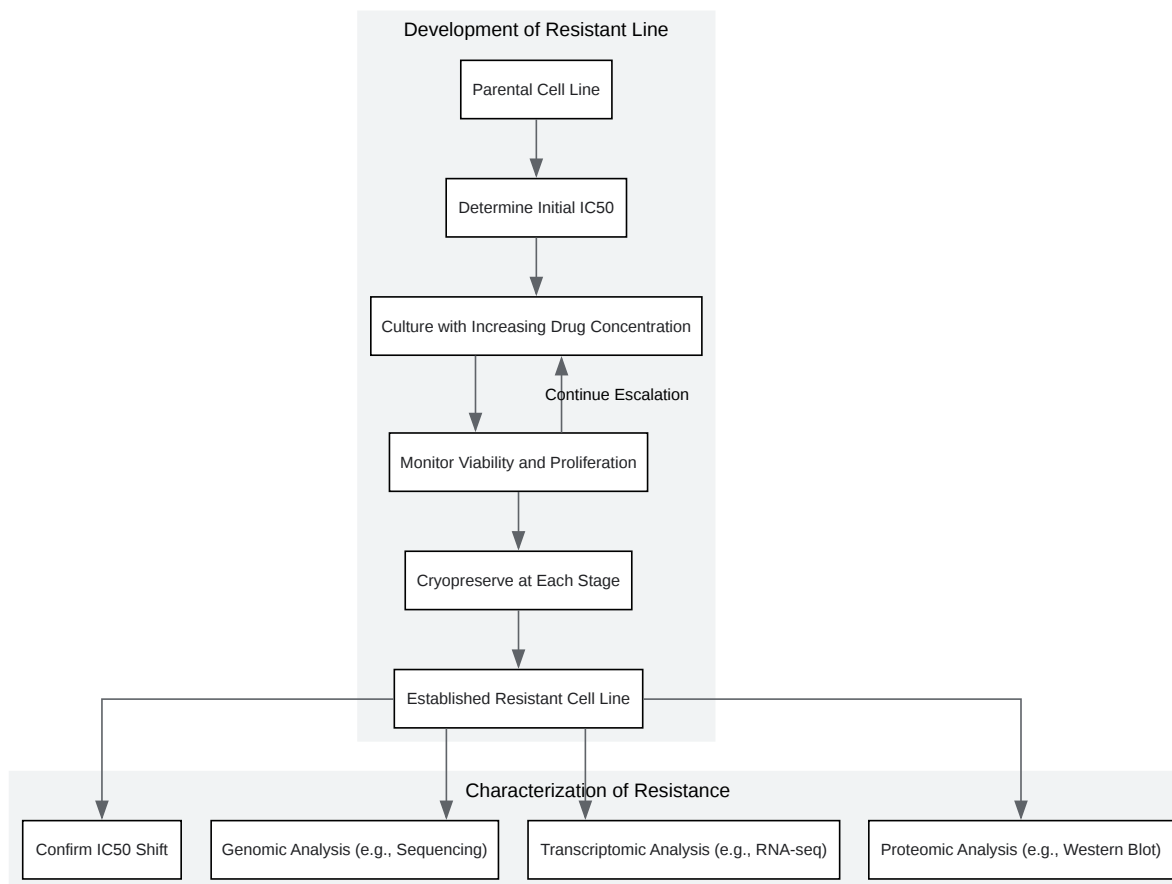 Development of Resistant Line
Parental Cell Line
Determine Initial IC50
Culture with Increasing Drug Concentration
Continue Escalation
Monitor Viability and Proliferation
Cryopreserve at Each Stage
Established Resistant Cell Line
Characterization of Resistance
Confirm IC50 Shift
Genomic Analysis (e.g., Sequencing)
Transcriptomic Analysis (e.g., RNA-seq)
Proteomic Analysis (e.g., Western Blot)